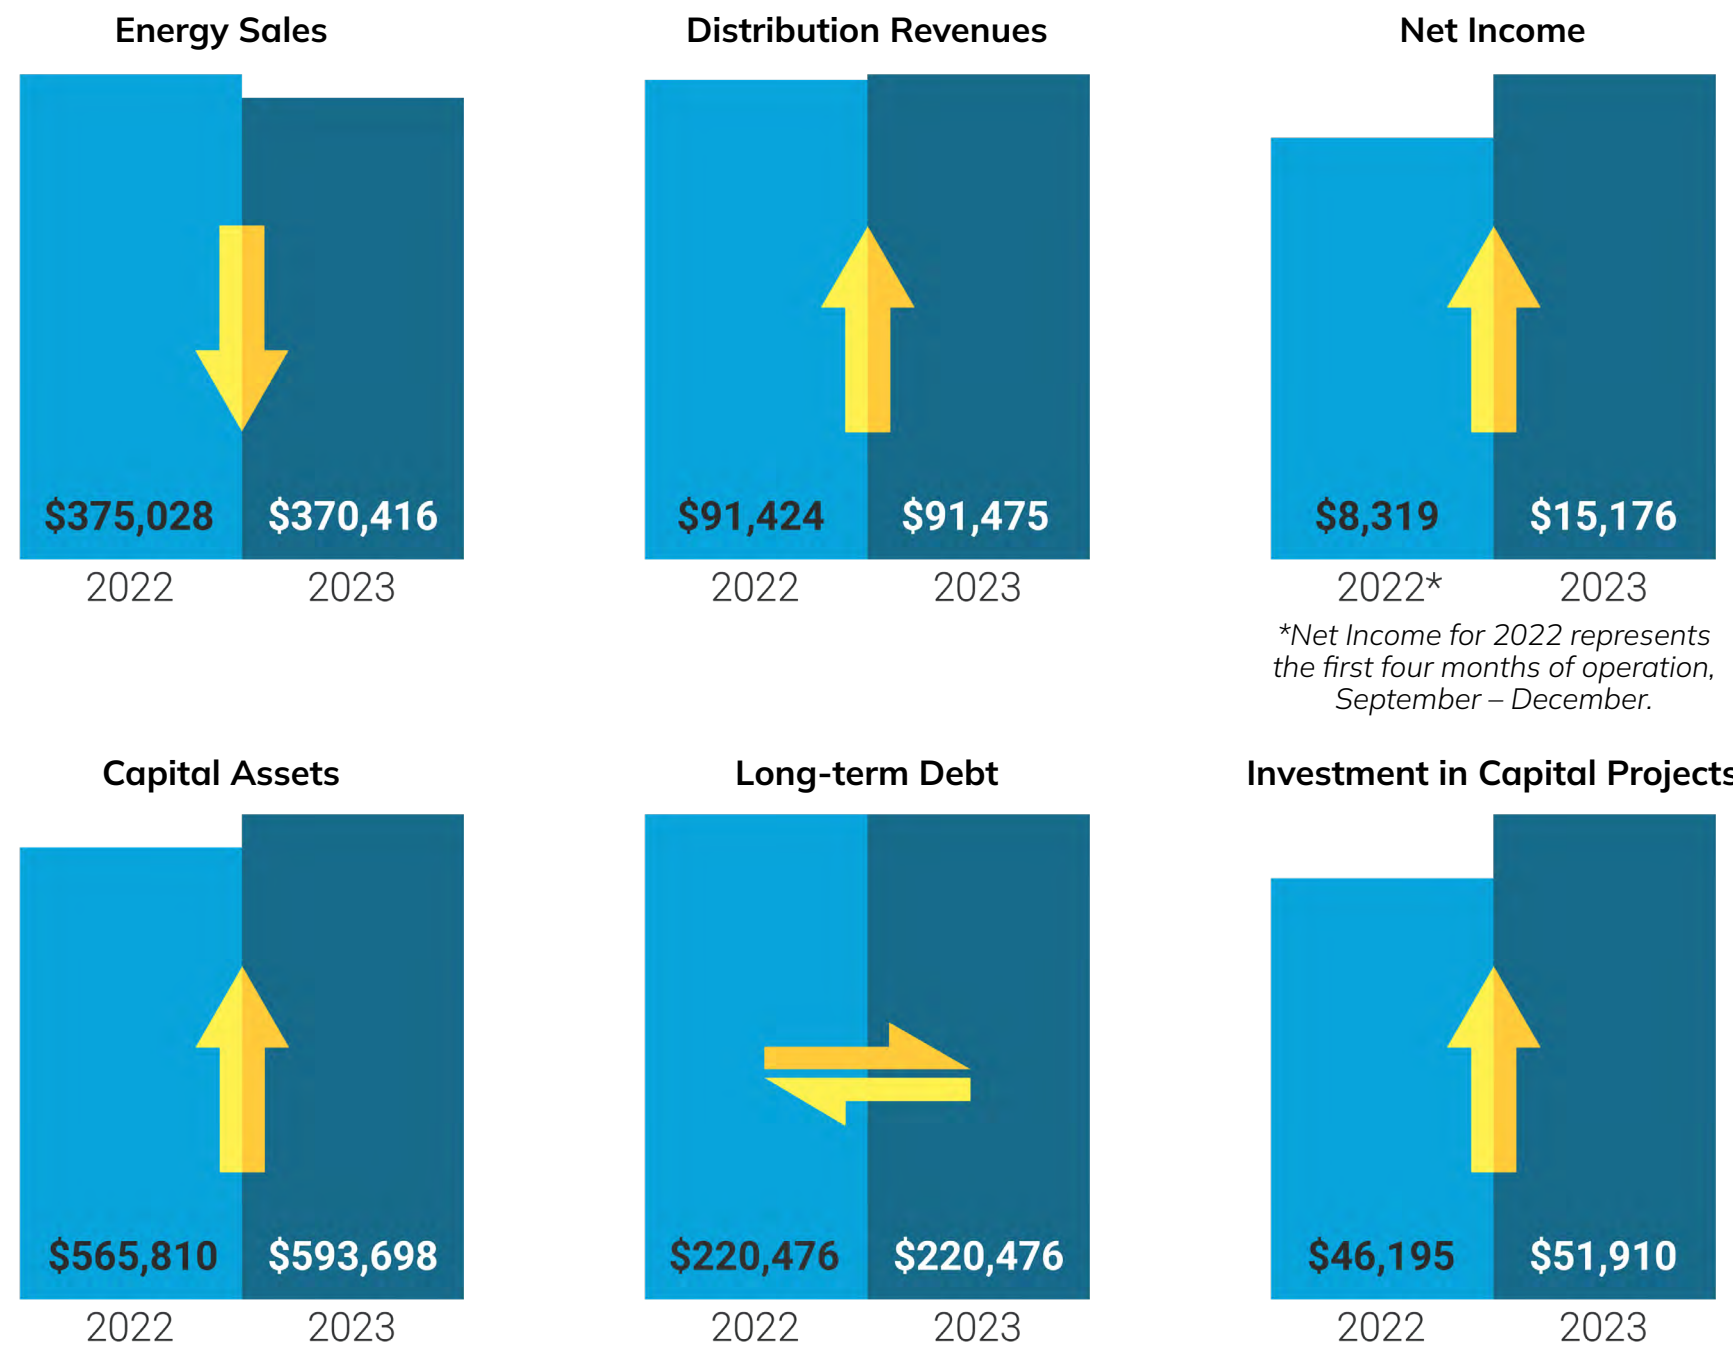 Energy Sales
$375,028 $370,416
2022 2023
Distribution Revenues
$91,424 $91,475
2022 2023
Net Income
$8,319 $15,176
2022* 2023
*Net Income for 2022 represents
the first four months of operation,
September – December.
Capital Assets
$565,810 $593,698
2022 2023
Long-term Debt
$220,476 $220,476
2022 2023
Investment in Capital Projects
$46,195 $51,910
2022 2023